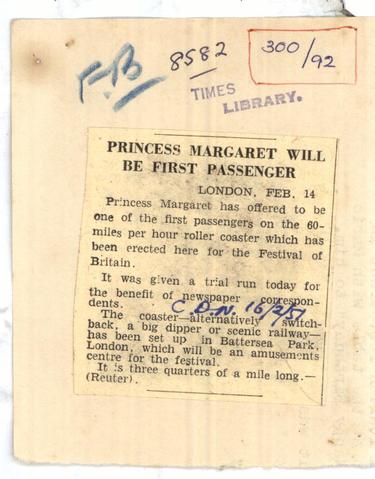 F.B
8582
300/92
TIMES
LIBRARY.
PRINCESS MARGARET WILL
BE FIRST PASSENGER
LONDON, FEB. 14
Princess Margaret has offered to be
one of the first passengers on the 60-
miles per hour roller coaster which has
been erected here for the Festival of
Britain.
It was given a trial run today for
the benefit of newspaper correspon-
dents.
C.D.N. 16/2/51
The coaster—alternatively switch-
back, a big dipper or scenic railway—
has been set up in Battersea Park,
London, which will be an amusements
centre for the festival.
It is three quarters of a mile long.—
(Reuter).